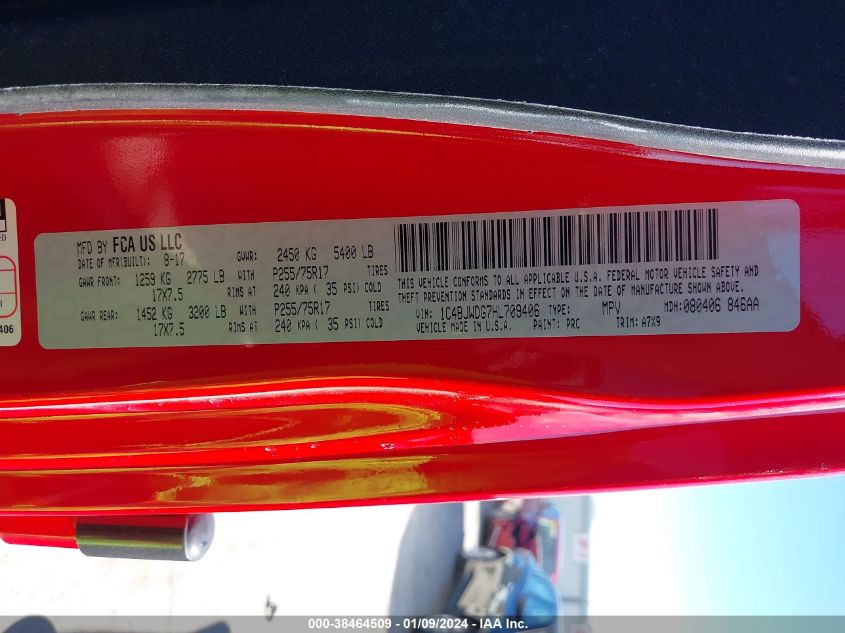 ED
I
406
MFD BY FCA US LLC
DATE OF MFR(BUILT): 9-17 GVWR: 2450 KG 5400 LB
GAWR FRONT: 1259 KG 2775 LB WITH P255/75R17 TIRES
17X7.5 RIMS AT 240 KPA ( 35 PSI) COLD
GAWR REAR: 1452 KG 3200 LB WITH P255/75R17 TIRES
17X7.5 RIMS AT 240 KPA ( 35 PSI) COLD
THIS VEHICLE CONFORMS TO ALL APPLICABLE U.S.A. FEDERAL MOTOR VEHICLE SAFETY AND
THEFT PREVENTION STANDARDS IN EFFECT ON THE DATE OF MANUFACTURE SHOWN ABOVE.
VIN: 1C4BJWDG7HL709406 TYPE: MPV MDH: 080406 846AA
VEHICLE MADE IN U.S.A. PAINT: PRC TRIM: A7X9
000-38464509 - 01/09/2024 - IAA Inc.